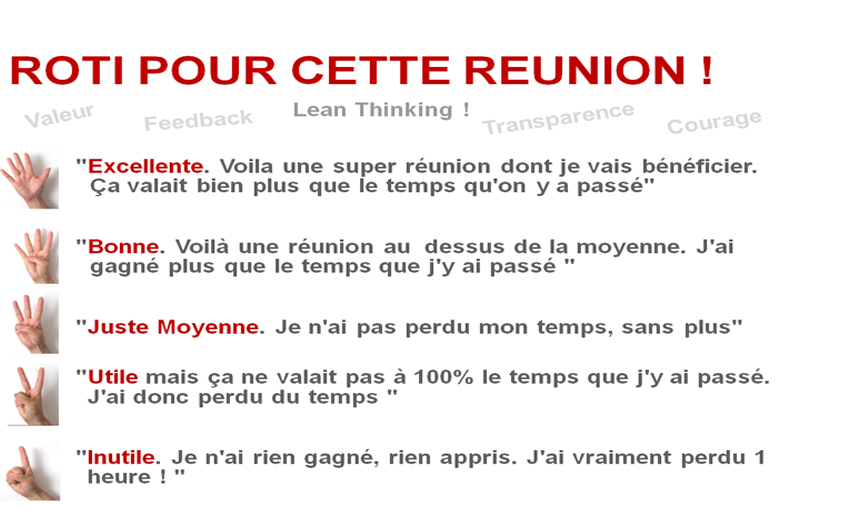 ROTI POUR CETTE REUNION !
Valeur Feedback Lean Thinking ! Transparence Courage
"Excellente. Voila une super réunion dont je vais bénéficier.
Ça valait bien plus que le temps qu'on y a passé"
"Bonne. Voilà une réunion au dessus de la moyenne. J'ai
gagné plus que le temps que j'y ai passé "
"Juste Moyenne. Je n'ai pas perdu mon temps, sans plus"
"Utile mais ça ne valait pas à 100% le temps que j'y ai passé.
J'ai donc perdu du temps "
"Inutile. Je n'ai rien gagné, rien appris. J'ai vraiment perdu 1
heure ! "